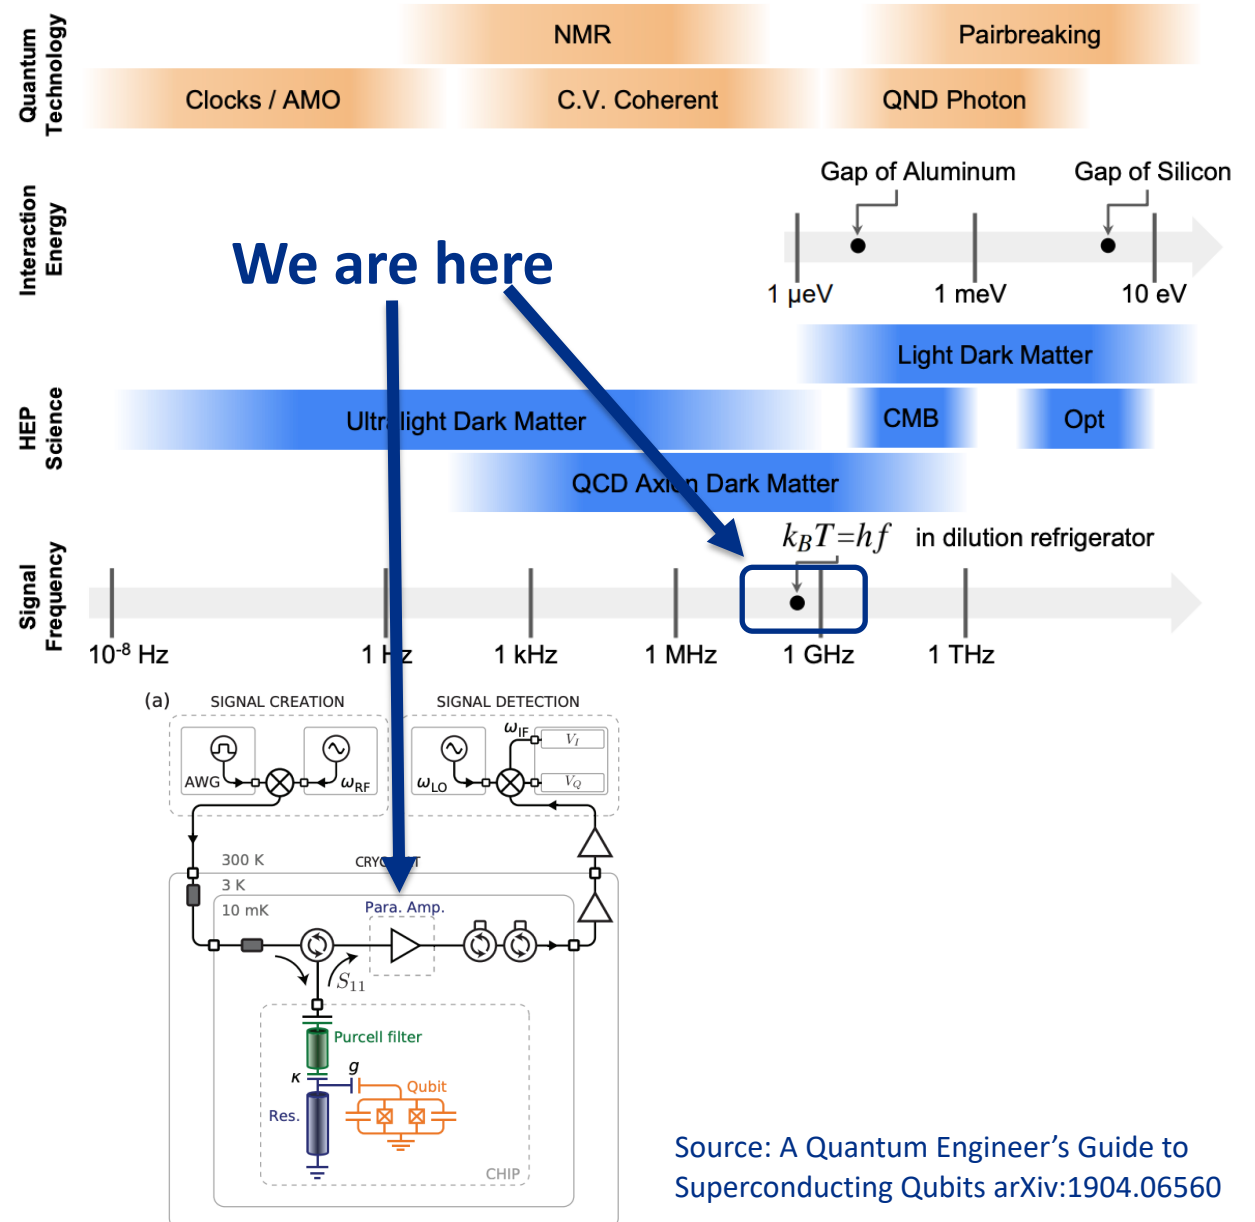 Quantum
Technology
NMR
Pairbreaking
Clocks / AMO
C.V. Coherent
QND Photon
Interaction
Energy
Gap of Aluminum
Gap of Silicon
1 μeV
1 meV
10 eV
We are here
HEP
Science
Light Dark Matter
Ultralight Dark Matter
CMB
Opt
QCD Axion Dark Matter
Signal
Frequency
k_BT=hf in dilution refrigerator
10⁻⁸ Hz
1 Hz
1 kHz
1 MHz
1 GHz
1 THz
(a)
SIGNAL CREATION
SIGNAL DETECTION
AWG
ω_RF
ω_LO
ω_IF
V_I
V_Q
300 K
CRYOSTAT
3 K
10 mK
Para. Amp.
S₁₁
Purcell filter
κ
g
Qubit
Res.
CHIP
Source: A Quantum Engineer’s Guide to
Superconducting Qubits arXiv:1904.06560